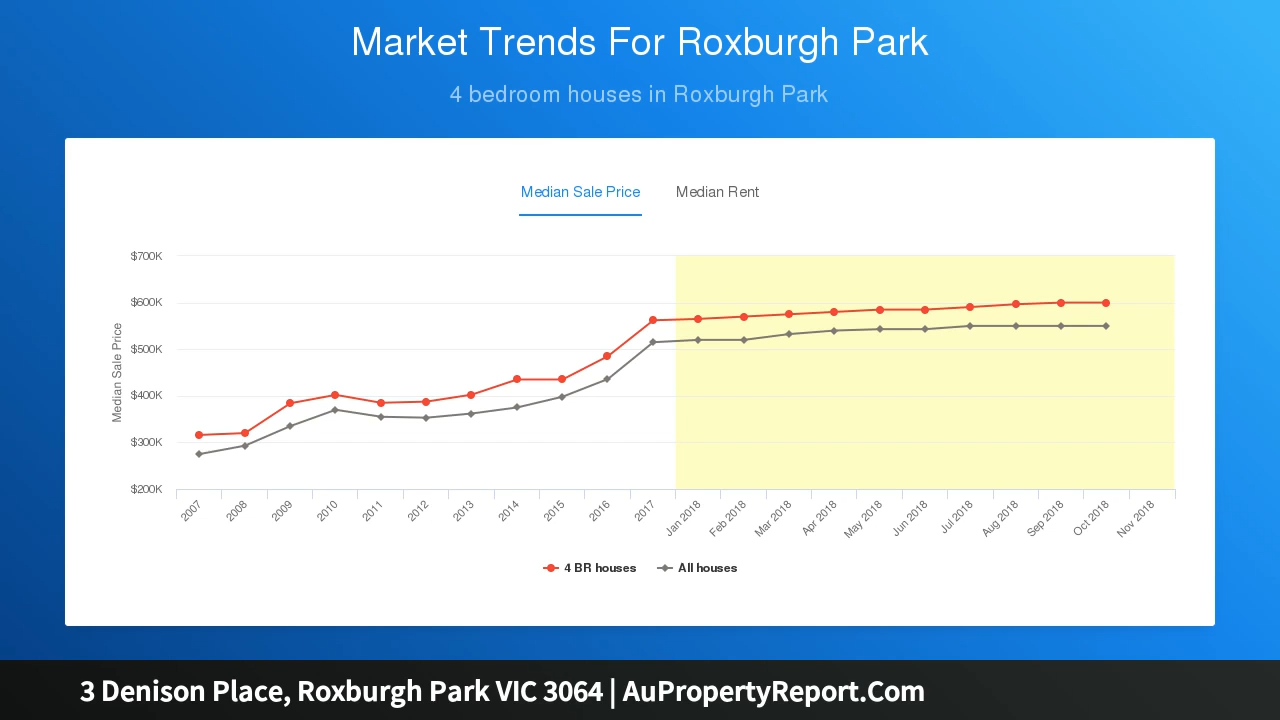 Market Trends For Roxburgh Park
4 bedroom houses in Roxburgh Park
Median Sale Price Median Rent
$700K
$600K
$500K
$400K
$300K
$200K
Median Sale Price
2007 2008 2009 2010 2011 2012 2013 2014 2015 2016 2017 Jan 2018 Feb 2018 Mar 2018 Apr 2018 May 2018 Jun 2018 Jul 2018 Aug 2018 Sep 2018 Oct 2018 Nov 2018
4 BR houses All houses
3 Denison Place, Roxburgh Park VIC 3064 | AuPropertyReport.Com